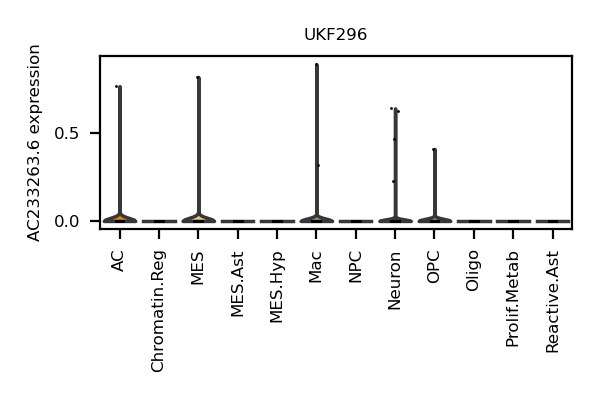 UKF296
AC233263.6 expression
0.5
0.0
AC
Chromatin.Reg
MES
MES.Ast
MES.Hyp
Mac
NPC
Neuron
OPC
Oligo
Prolif.Metab
Reactive.Ast